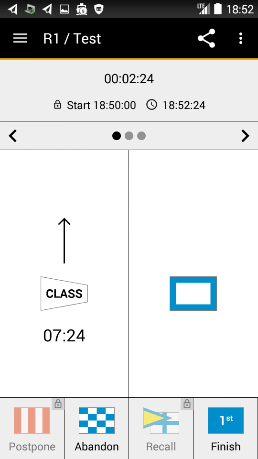 LTE 18:52
R1 / Test
00:02:24
Start 18:50:00 18:52:24
CLASS
07:24
1st
Postpone Abandon Recall Finish